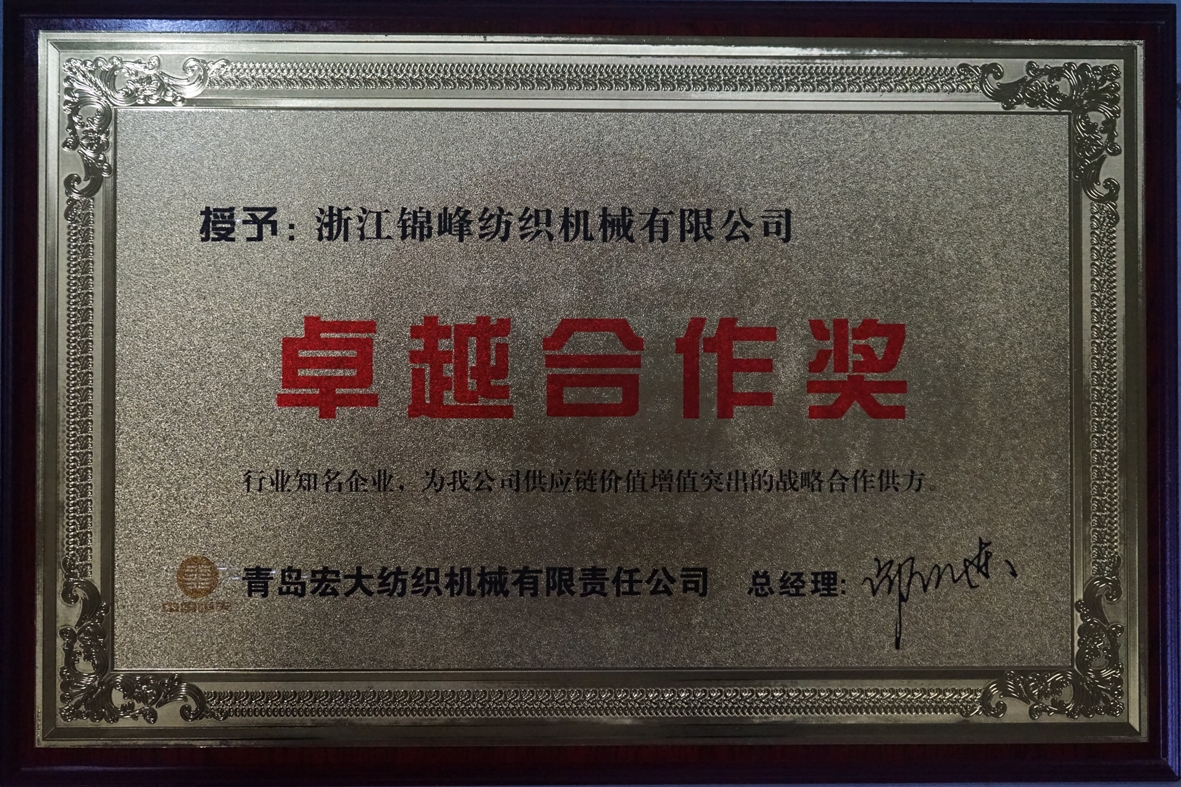 授予：浙江锦峰纺织机械有限公司
卓越合作奖
行业知名企业，为我公司供应链价值增值突出的战略合作供方。
青岛宏大纺织机械有限责任公司 总经理：